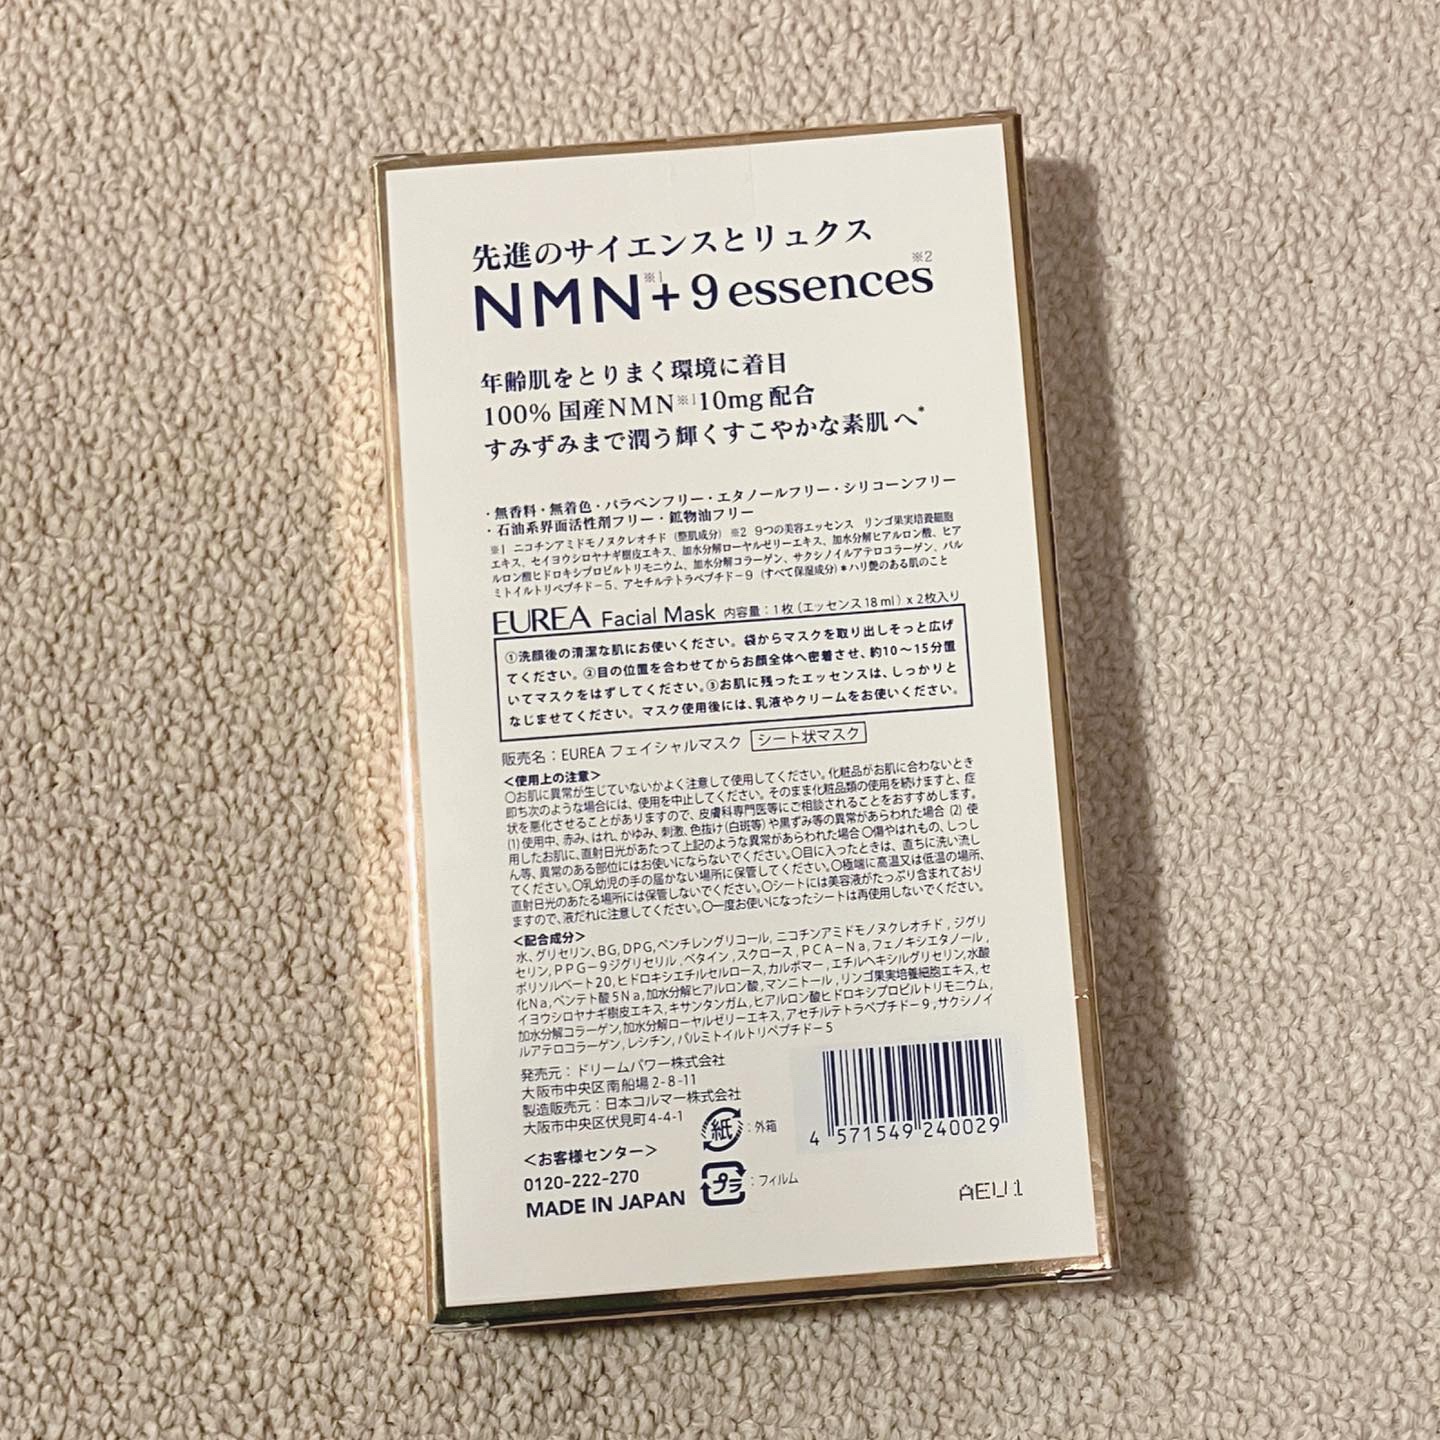 先進のサイエンスとリュクス
NMN※1+9 essences※2
年齢肌をとりまく環境に着目
100% 国産NMN※1 10mg 配合
すみずみまで潤う輝くすこやかな素肌へ*
・無香料・無着色・パラベンフリー・エタノールフリー・シリコーンフリー
・石油系界面活性剤フリー・鉱物油フリー
※1 ニコチンアミドモノヌクレオチド（整肌成分）※2 9つの美容エッセンス リンゴ果実培養細胞
エキス、セイヨウシロヤナギ樹皮エキス、加水分解ローヤルゼリーエキス、加水分解ヒアルロン酸、ヒア
ルロン酸ヒドロキシプロピルトリモニウム、加水分解コラーゲン、サクシノイルアテロコラーゲン、パル
ミトイルトリペプチド－5、アセチルテトラペプチド－9（すべて保湿成分）＊ハリ艶のある肌のこと
EUREA Facial Mask 内容量：1枚（エッセンス18ml）x 2枚入り
①洗顔後の清潔な肌にお使いください。袋からマスクを取り出しそっと広げ
てください。②目の位置を合わせてからお顔全体へ密着させ、約10～15分置
いてマスクをはずしてください。③お肌に残ったエッセンスは、しっかりと
なじませてください。マスク使用後には、乳液やクリームをお使いください。
販売名：EUREA フェイシャルマスク シート状マスク
＜使用上の注意＞
○お肌に異常が生じていないかよく注意して使用してください。化粧品がお肌に合わないとき
即ち次のような場合には、使用を中止してください。そのまま化粧品類の使用を続けますと、症
状を悪化させることがありますので、皮膚科専門医等にご相談されることをおすすめします。
(1)使用中、赤み、はれ、かゆみ、刺激、色抜け（白斑等）や黒ずみ等の異常があらわれた場合 (2) 使
用したお肌に、直射日光があたって上記のような異常があらわれた場合 ○傷やはれもの、しっし
ん等、異常のある部位にはお使いにならないでください。○目に入ったときは、直ちに洗い流し
てください。○乳幼児の手の届かない場所に保管してください。○極端に高温又は低温の場所、
直射日光のあたる場所には保管しないでください。○シートには美容液がたっぷり含まれており
ますので、液だれに注意してください。○一度お使いになったシートは再使用しないでください。
＜配合成分＞
水、グリセリン、BG, DPG,ペンチレングリコール, ニコチンアミドモノヌクレオチド , ジグリ
セリン, PPG－9ジグリセリル ,ベタイン , スクロース , PCA－Na, フェノキシエタノール ,
ポリソルベート20, ヒドロキシエチルセルロース, カルボマー , エチルヘキシルグリセリン, 水酸
化Na, ペンテト酸5Na, 加水分解ヒアルロン酸 , マンニトール , リンゴ果実培養細胞エキス, セ
イヨウシロヤナギ樹皮エキス, キサンタンガム, ヒアルロン酸ヒドロキシプロピルトリモニウム,
加水分解コラーゲン, 加水分解ローヤルゼリーエキス, アセチルテトラペプチド－9 , サクシノイ
ルアテロコラーゲン, レシチン, パルミトイルトリペプチド－5
発売元：ドリームパワー株式会社
大阪市中央区南船場 2-8-11
製造販売元：日本コルマー株式会社
大阪市中央区伏見町 4-4-1
紙：外箱
＜お客様センター＞
0120-222-270
プラ：フィルム
MADE IN JAPAN
4 571549 240029
AEU1